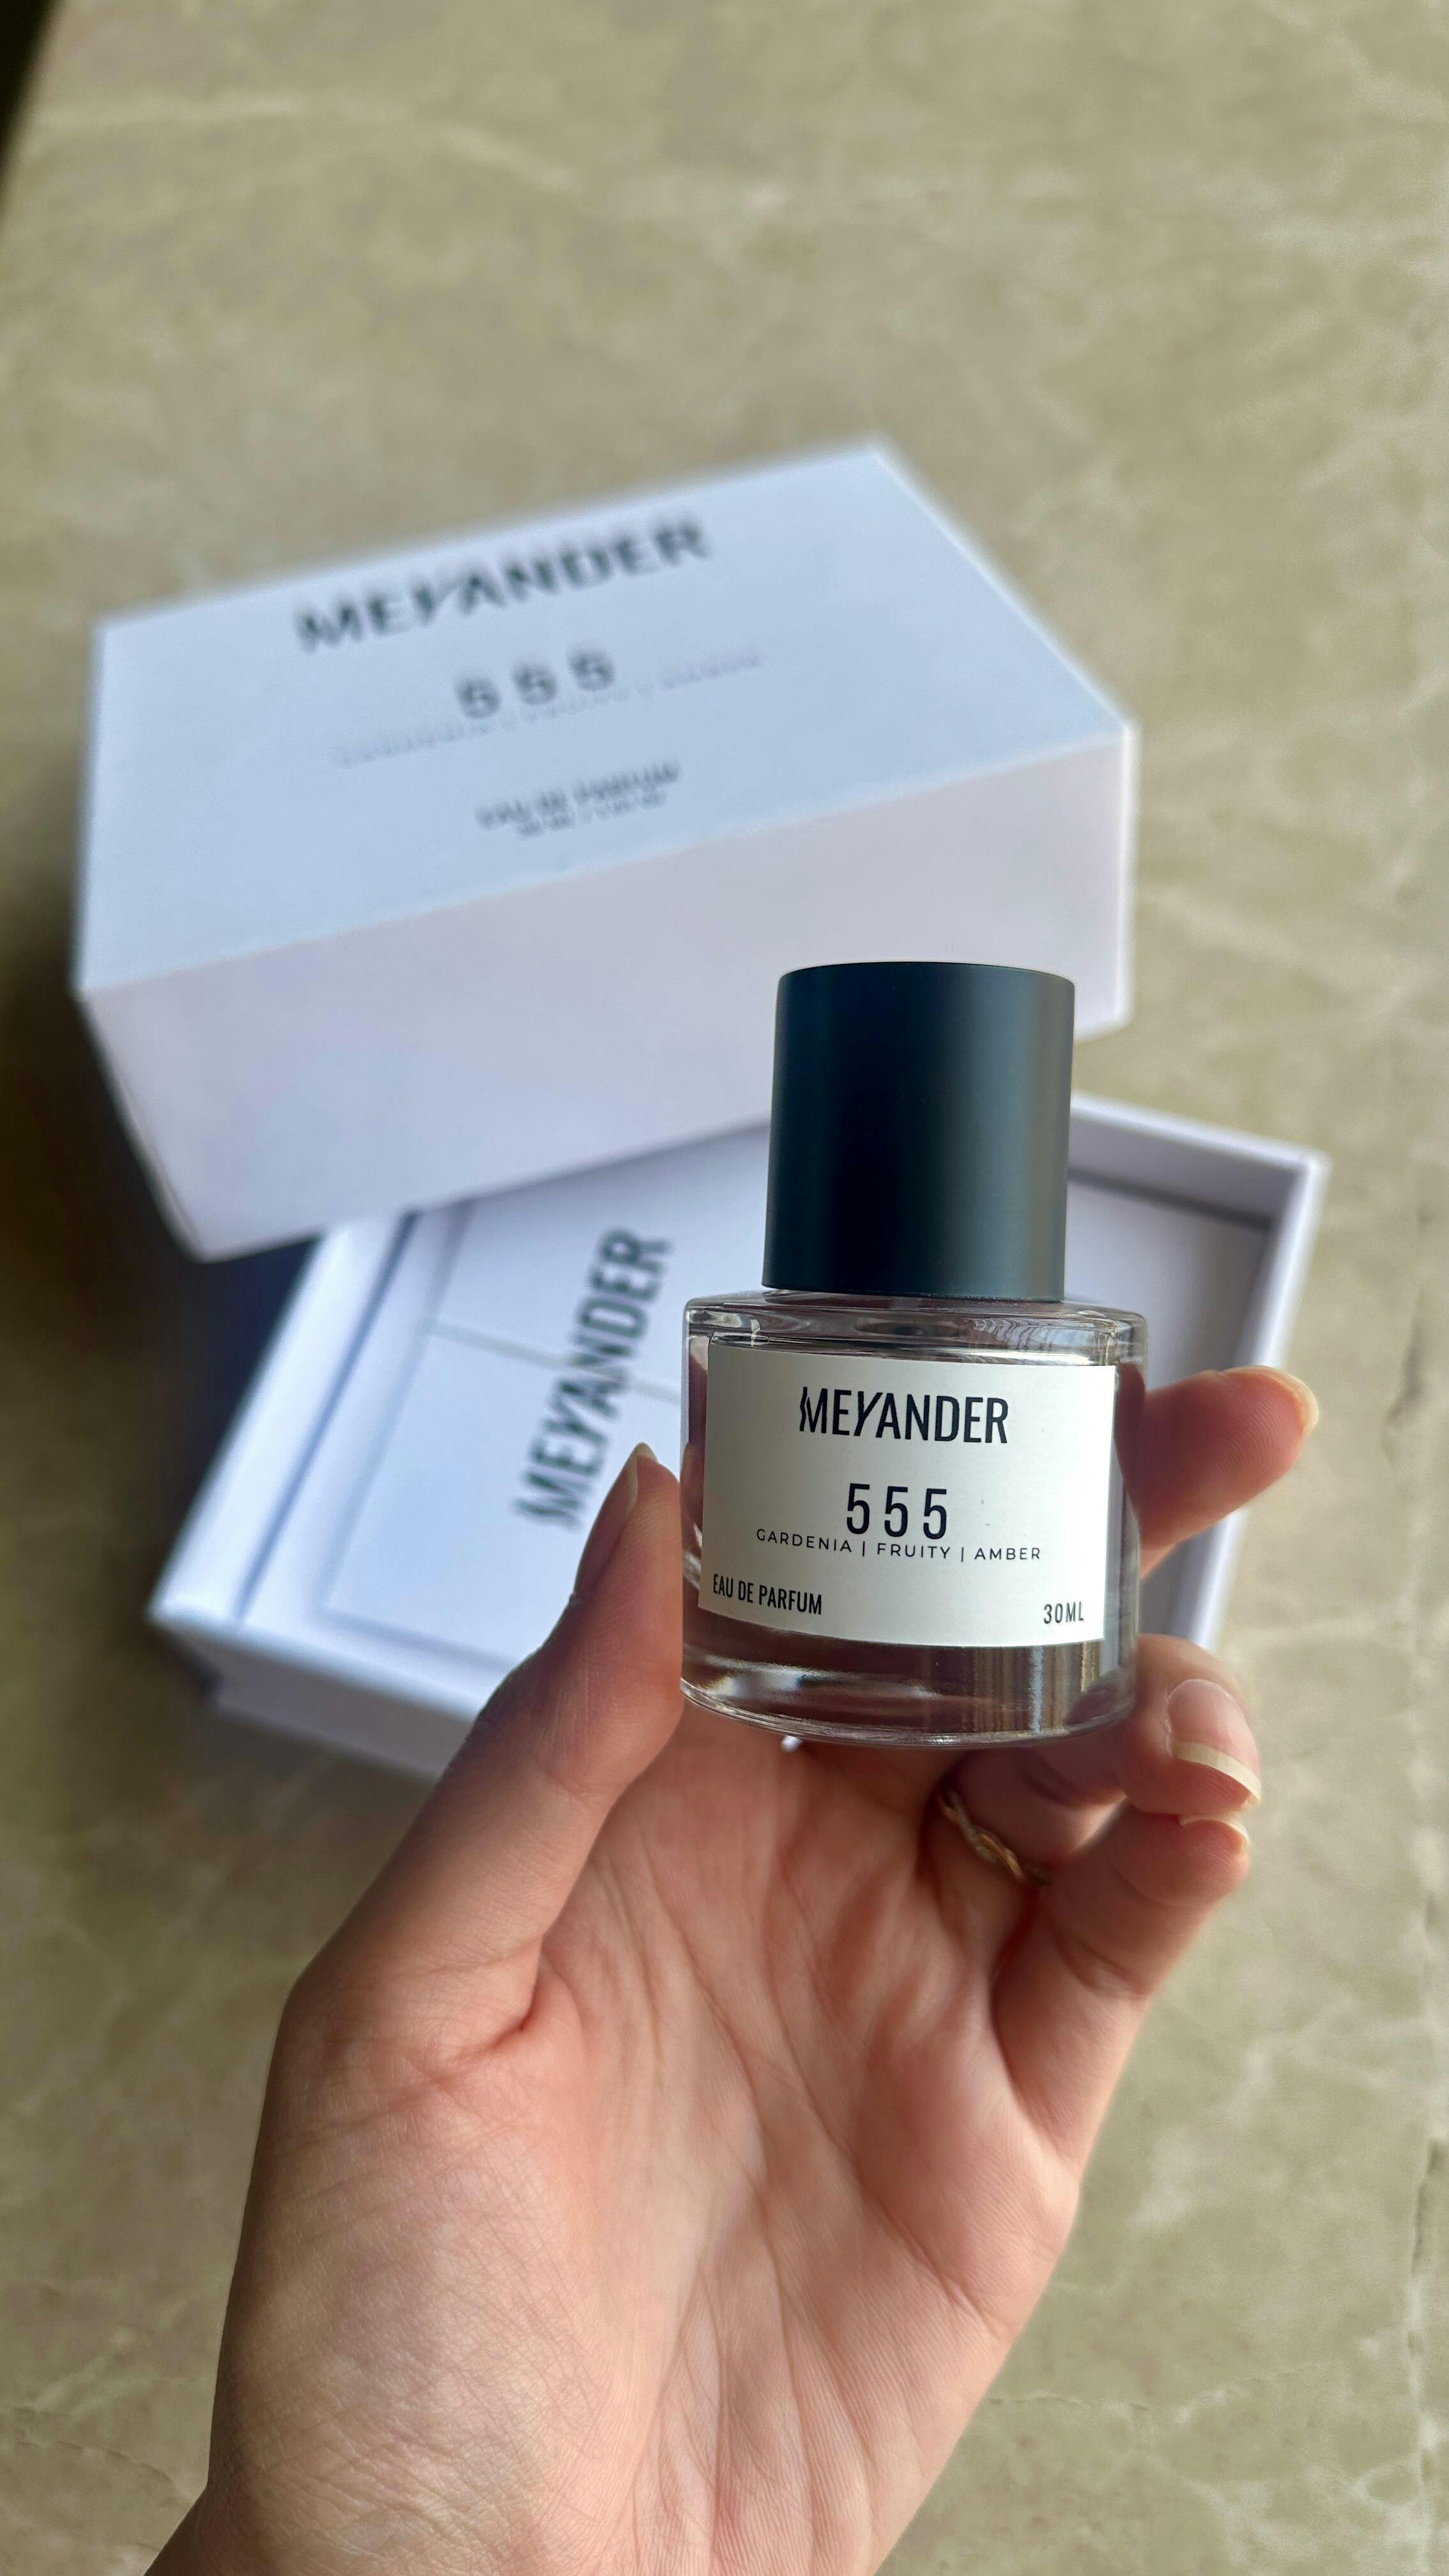 MEYANDER
555
EAU DE PARFUM
MEYANDER
MEYANDER
555
GARDENIA | FRUITY | AMBER
EAU DE PARFUM
30ML